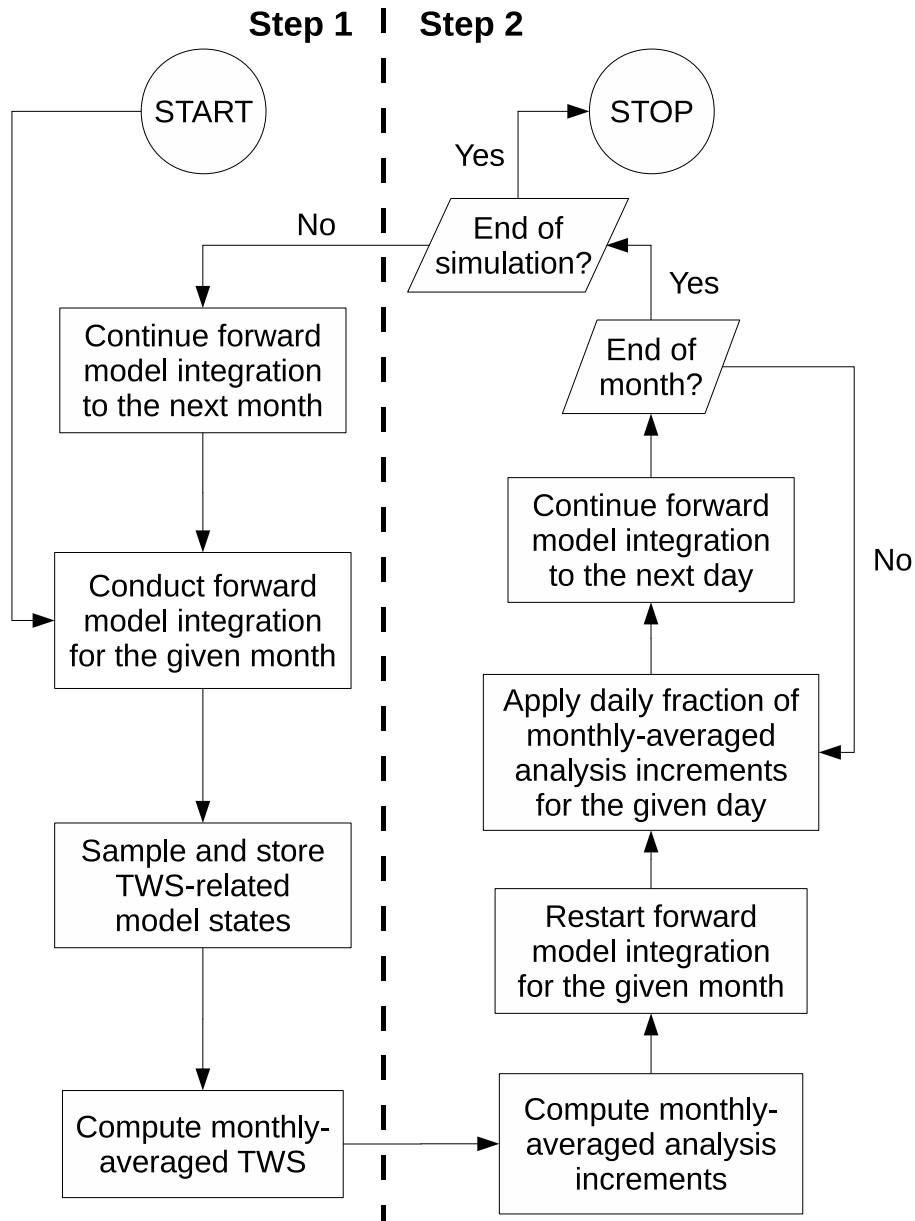 Step 1
Step 2
START
STOP
Yes
No
End of
simulation?
Yes
Continue forward
model integration
to the next month
End of
month?
Continue forward
model integration
to the next day
No
Conduct forward
model integration
for the given month
Apply daily fraction of
monthly-averaged
analysis increments
for the given day
Sample and store
TWS-related
model states
Restart forward
model integration
for the given month
Compute monthly-
averaged TWS
Compute monthly-
averaged analysis
increments